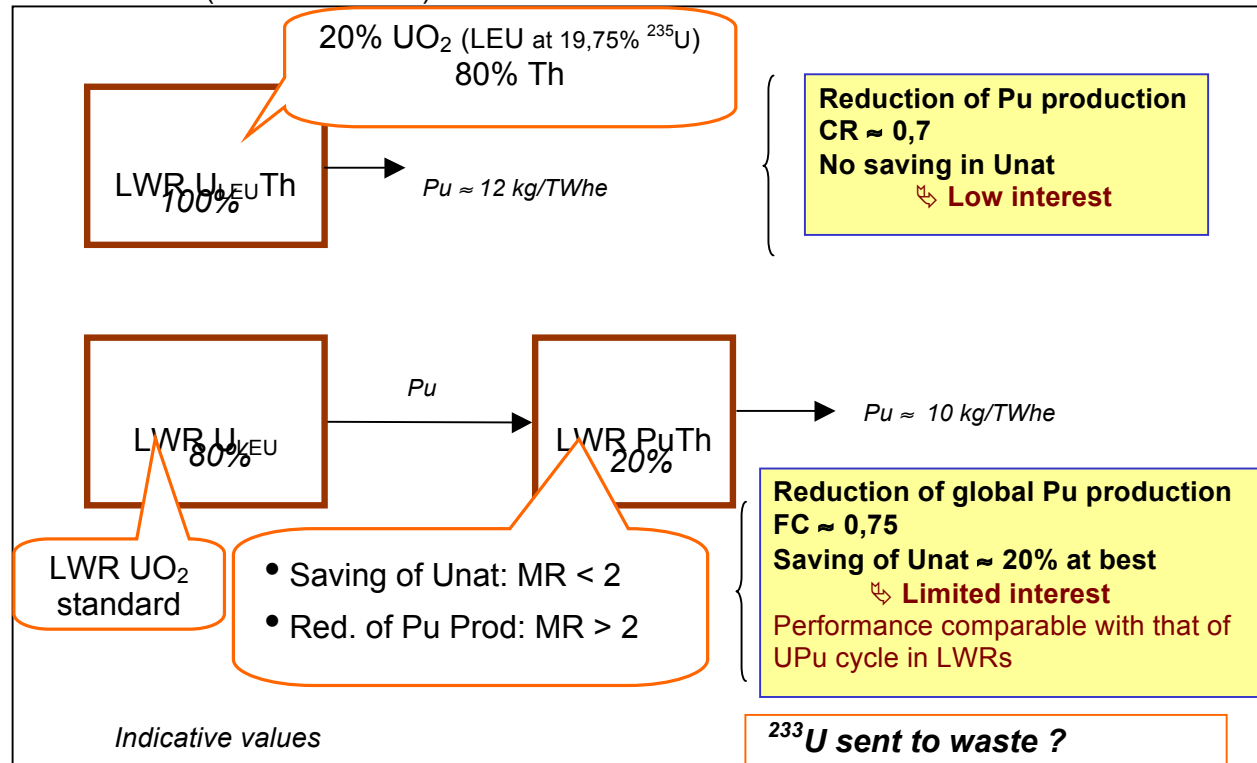 20% UO₂ (LEU at 19,75% ²³⁵U)
80% Th
LWR U_LEUTh
100%
Pu ≈ 12 kg/TWhe
Reduction of Pu production
CR ≈ 0,7
No saving in Unat
↳ Low interest
LWR U_LEU
80%
Pu
LWR PuTh
20%
Pu ≈ 10 kg/TWhe
LWR UO₂
standard
• Saving of Unat: MR < 2
• Red. of Pu Prod: MR > 2
Reduction of global Pu production
FC ≈ 0,75
Saving of Unat ≈ 20% at best
↳ Limited interest
Performance comparable with that of
UPu cycle in LWRs
Indicative values
²³³U sent to waste ?